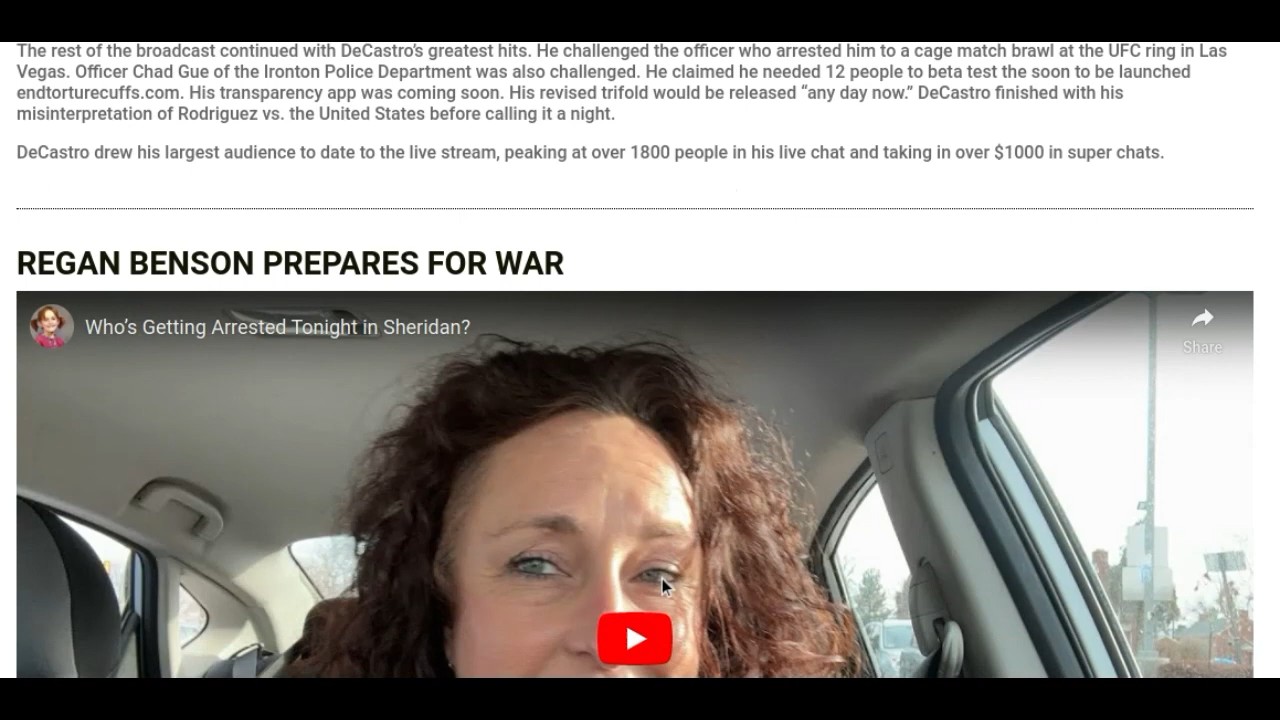 The rest of the broadcast continued with DeCastro's greatest hits. He challenged the officer who arrested him to a cage match brawl at the UFC ring in Las
Vegas. Officer Chad Gue of the Ironton Police Department was also challenged. He claimed he needed 12 people to beta test the soon to be launched
endtorturecuffs.com. His transparency app was coming soon. His revised trifold would be released “any day now.” DeCastro finished with his
misinterpretation of Rodriguez vs. the United States before calling it a night.
DeCastro drew his largest audience to date to the live stream, peaking at over 1800 people in his live chat and taking in over $1000 in super chats.
REGAN BENSON PREPARES FOR WAR
Who’s Getting Arrested Tonight in Sheridan?
Share